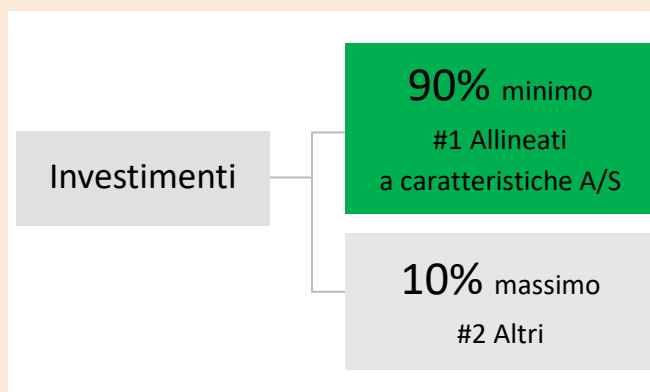 Investimenti
90% minimo
#1 Allineati
a caratteristiche A/S
10% massimo
#2 Altri